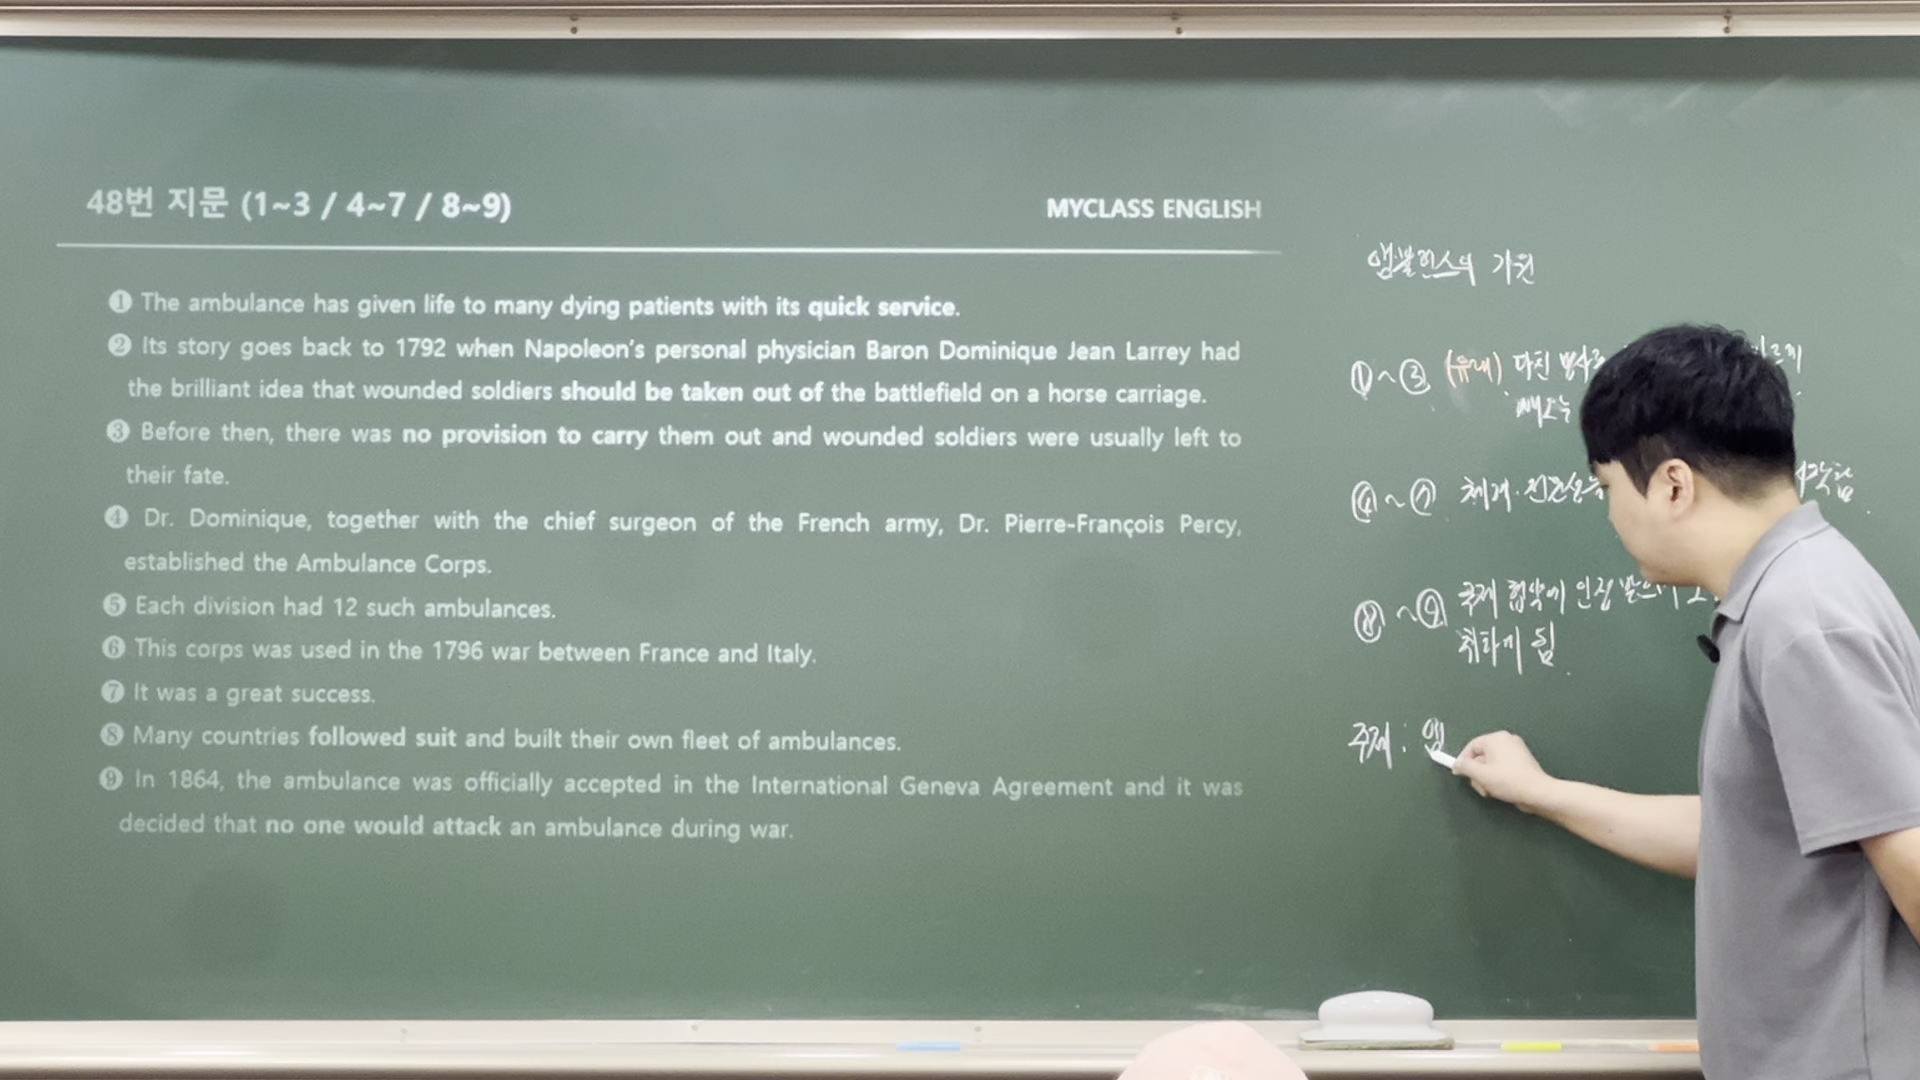 48번 지문 (1~3 / 4~7 / 8~9)
MYCLASS ENGLISH
❶ The ambulance has given life to many dying patients with its quick service.
❷ Its story goes back to 1792 when Napoleon's personal physician Baron Dominique Jean Larrey had
the brilliant idea that wounded soldiers should be taken out of the battlefield on a horse carriage.
❸ Before then, there was no provision to carry them out and wounded soldiers were usually left to
their fate.
❹ Dr. Dominique, together with the chief surgeon of the French army, Dr. Pierre-François Percy,
established the Ambulance Corps.
❺ Each division had 12 such ambulances.
❻ This corps was used in the 1796 war between France and Italy.
❼ It was a great success.
❽ Many countries followed suit and built their own fleet of ambulances.
❾ In 1864, the ambulance was officially accepted in the International Geneva Agreement and it was
decided that no one would attack an ambulance during war.
앰뷸런스의 기원
①~③ (유래) 다친
④~⑦
⑧~⑨ 국제 협약에 인정 받으며
취하게 됨.
주제: 앰